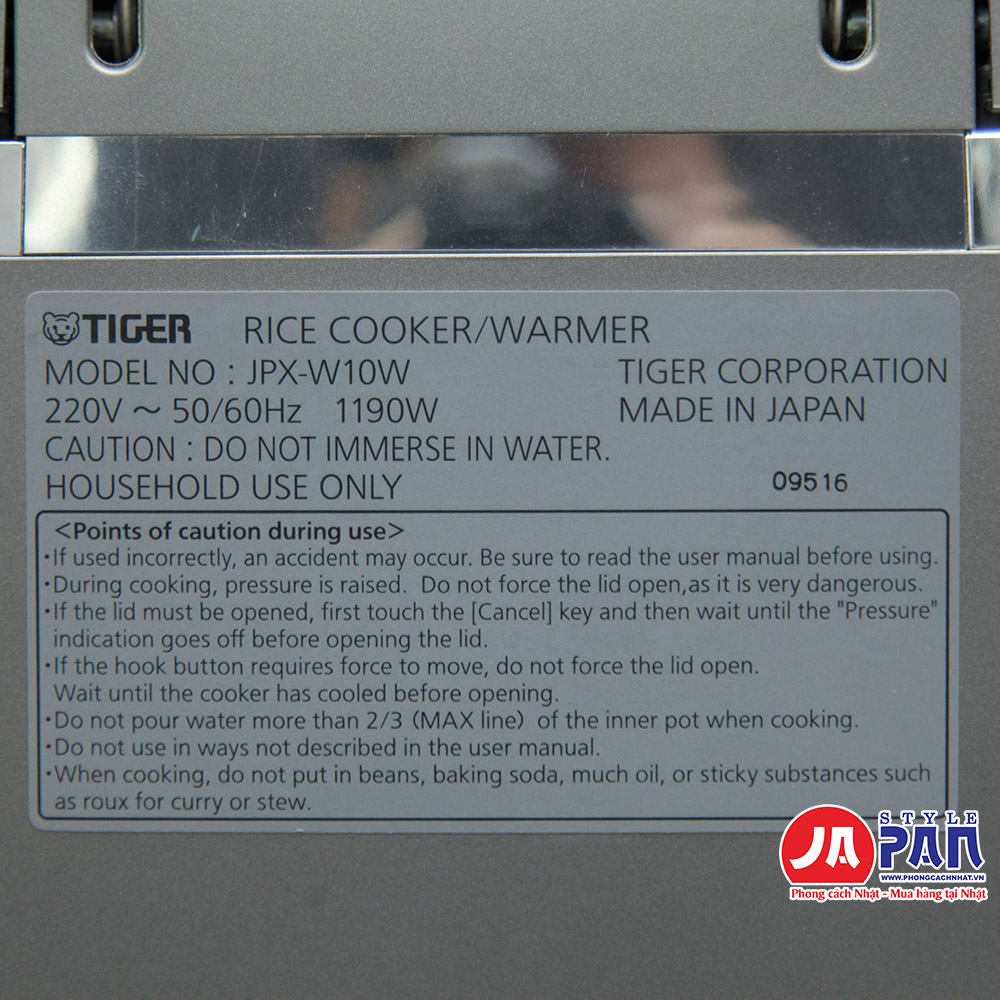 TIGER RICE COOKER/WARMER
MODEL NO : JPX-W10W TIGER CORPORATION
220V ~ 50/60Hz 1190W MADE IN JAPAN
CAUTION : DO NOT IMMERSE IN WATER.
HOUSEHOLD USE ONLY 09516
<Points of caution during use>
・If used incorrectly, an accident may occur. Be sure to read the user manual before using.
・During cooking, pressure is raised. Do not force the lid open,as it is very dangerous.
・If the lid must be opened, first touch the [Cancel] key and then wait until the "Pressure"
indication goes off before opening the lid.
・If the hook button requires force to move, do not force the lid open.
Wait until the cooker has cooled before opening.
・Do not pour water more than 2/3 (MAX line) of the inner pot when cooking.
・Do not use in ways not described in the user manual.
・When cooking, do not put in beans, baking soda, much oil, or sticky substances such
as roux for curry or stew.
STYLE
JAPAN
WWW.PHONGCACHNHAT.VN
Phong cách Nhật - Mua hàng tại Nhật